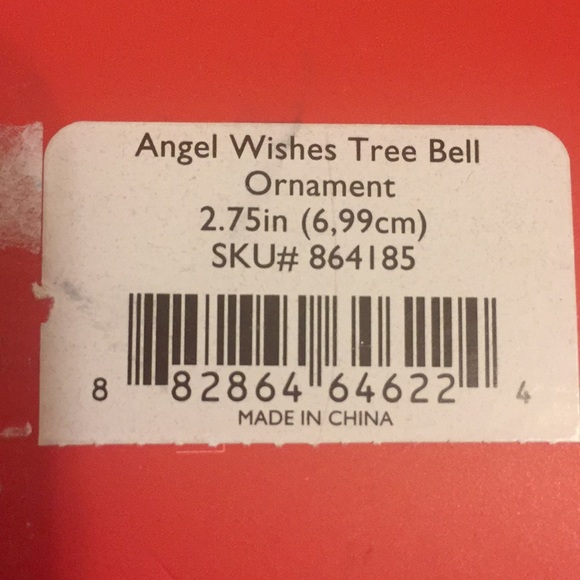 Angel Wishes Tree Bell
Ornament
2.75in (6,99cm)
SKU# 864185
8 82864 64622 4
MADE IN CHINA